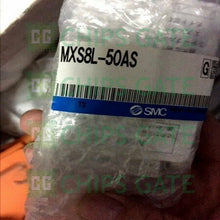 MXS8L-50AS
G
SMC
CHIPS GATE